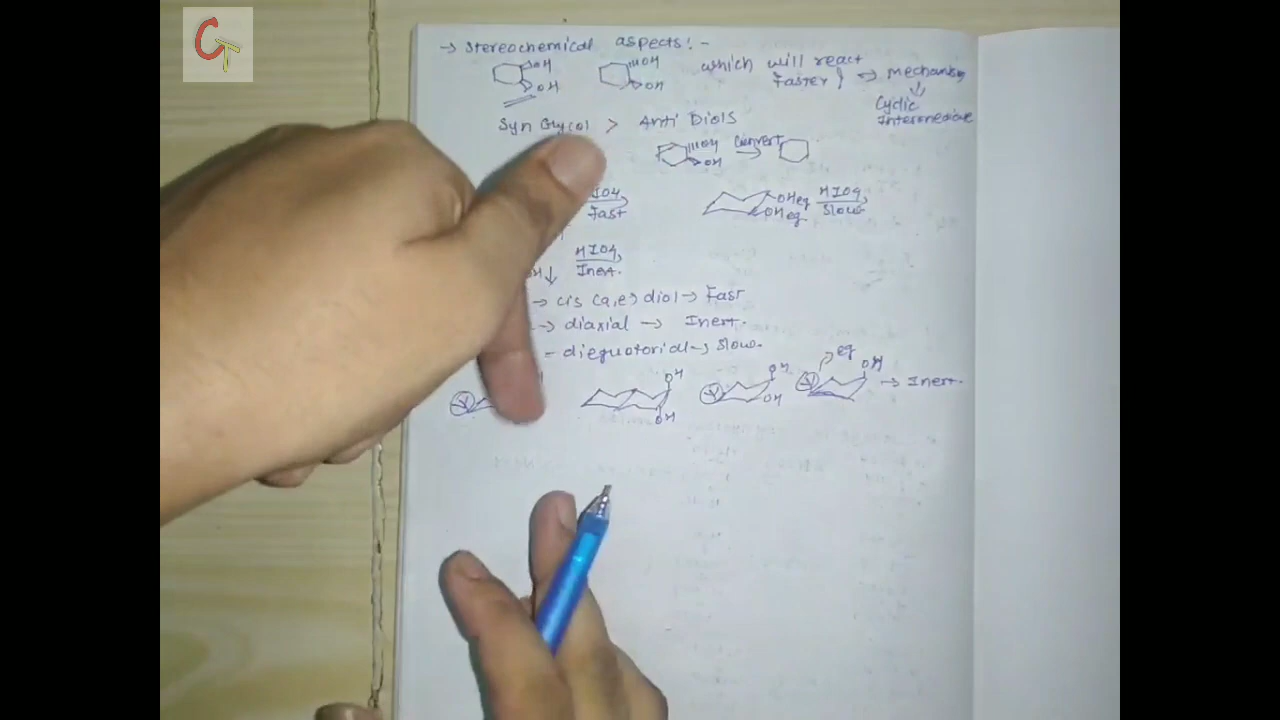 CT
→ Stereochemical aspects! -
OH OH which will react
OH OH Faster } → Mechanism
Cyclic
Intermediate
Syn Glycol > Anti Diols
OH Convert
OH
IO4 OHeq HIO4,
Fast OHeq Slow
HIO4,
Inert.
→ cis (a,e) diol → Fast
→ diaxial → Inert.
= diequatorial → Slow.
eq
OH OH OH → Inert.
OH OH